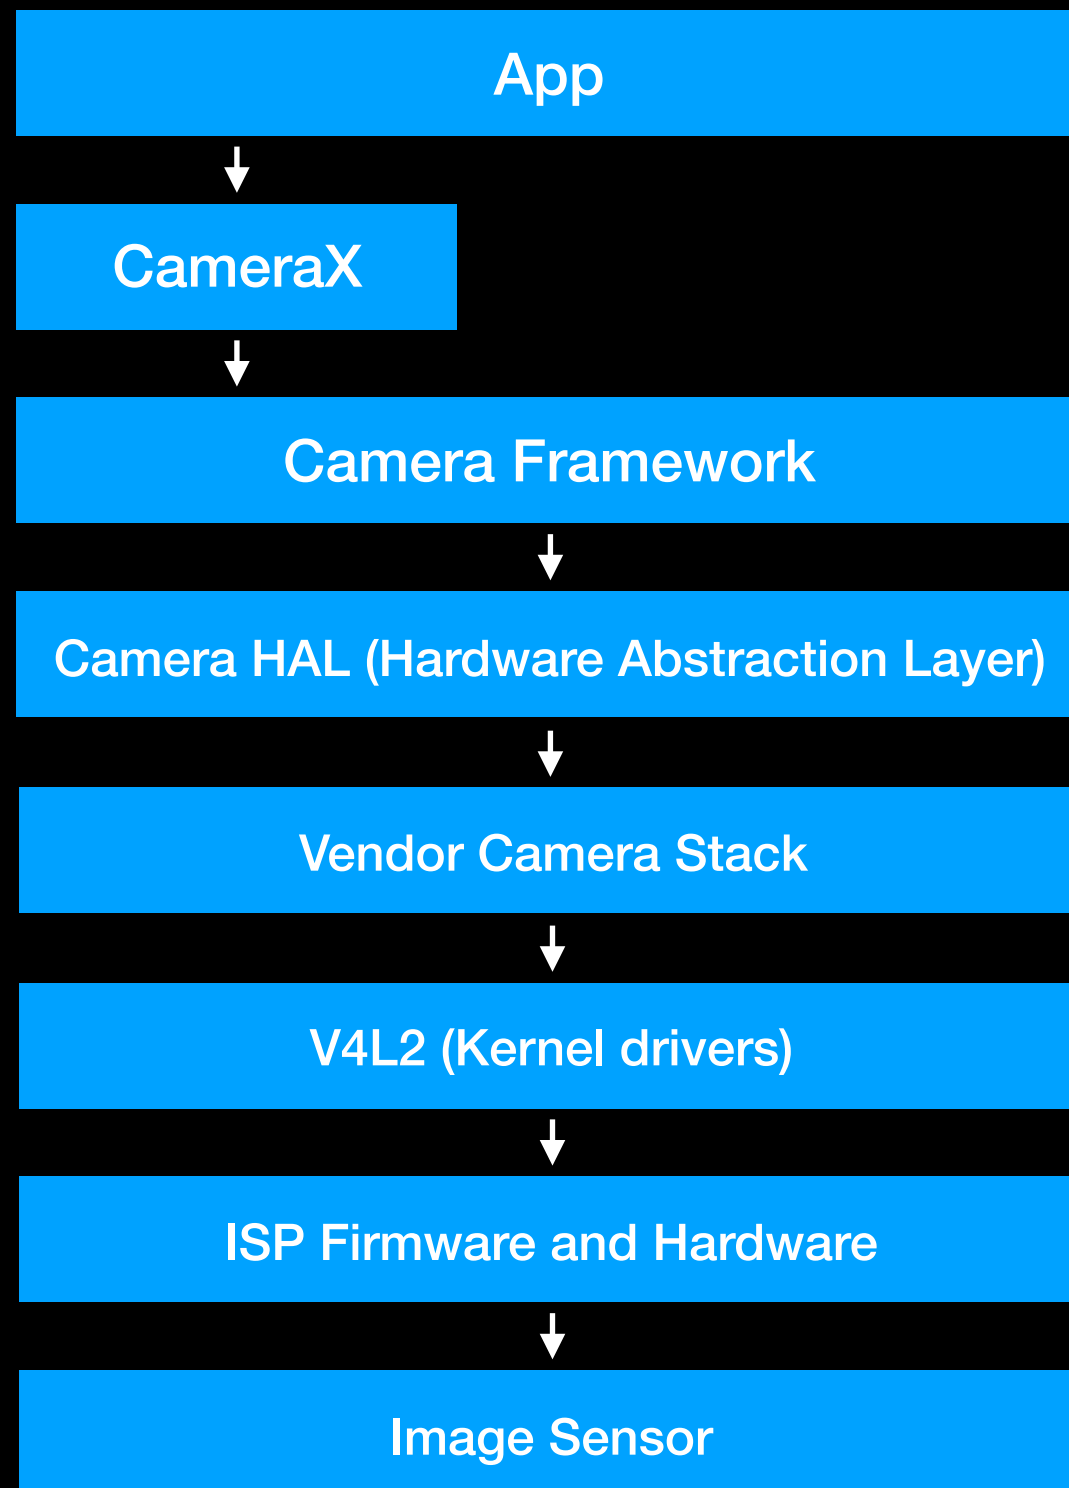 App
CameraX
Camera Framework
Camera HAL (Hardware Abstraction Layer)
Vendor Camera Stack
V4L2 (Kernel drivers)
ISP Firmware and Hardware
Image Sensor